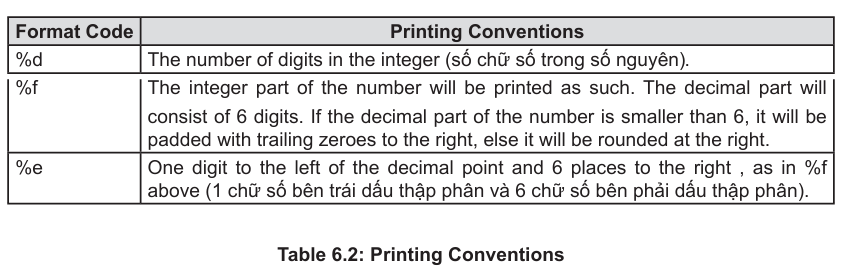 Format Code Printing Conventions
%d The number of digits in the integer (số chữ số trong số nguyên).
%f The integer part of the number will be printed as such. The decimal part will
consist of 6 digits. If the decimal part of the number is smaller than 6, it will be
padded with trailing zeroes to the right, else it will be rounded at the right.
%e One digit to the left of the decimal point and 6 places to the right , as in %f
above (1 chữ số bên trái dấu thập phân và 6 chữ số bên phải dấu thập phân).
Table 6.2: Printing Conventions